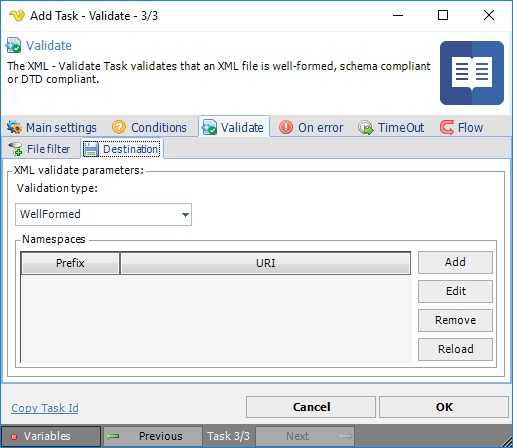 Add Task - Validate - 3/3
Validate
The XML - Validate Task validates that an XML file is well-formed, schema compliant
or DTD compliant.
Main settings Conditions Validate On error TimeOut Flow
File filter Destination
XML validate parameters:
Validation type:
WellFormed
Namespaces
Prefix URI
Add
Edit
Remove
Reload
Copy Task Id Cancel OK
Variables Previous Task 3/3 Next